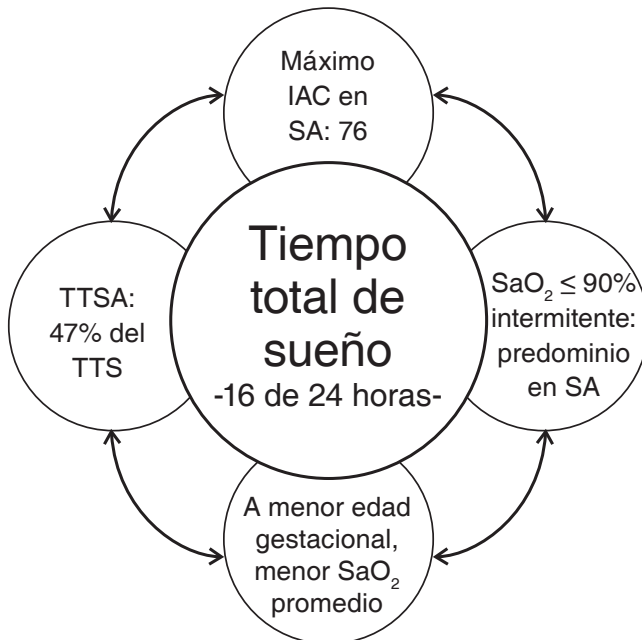 Máximo
IAC en
SA: 76
Tiempo
total de
sueño
-16 de 24 horas-
TTSA:
47% del
TTS
SaO₂ ≤ 90%
intermitente:
predominio
en SA
A menor edad
gestacional,
menor SaO₂
promedio